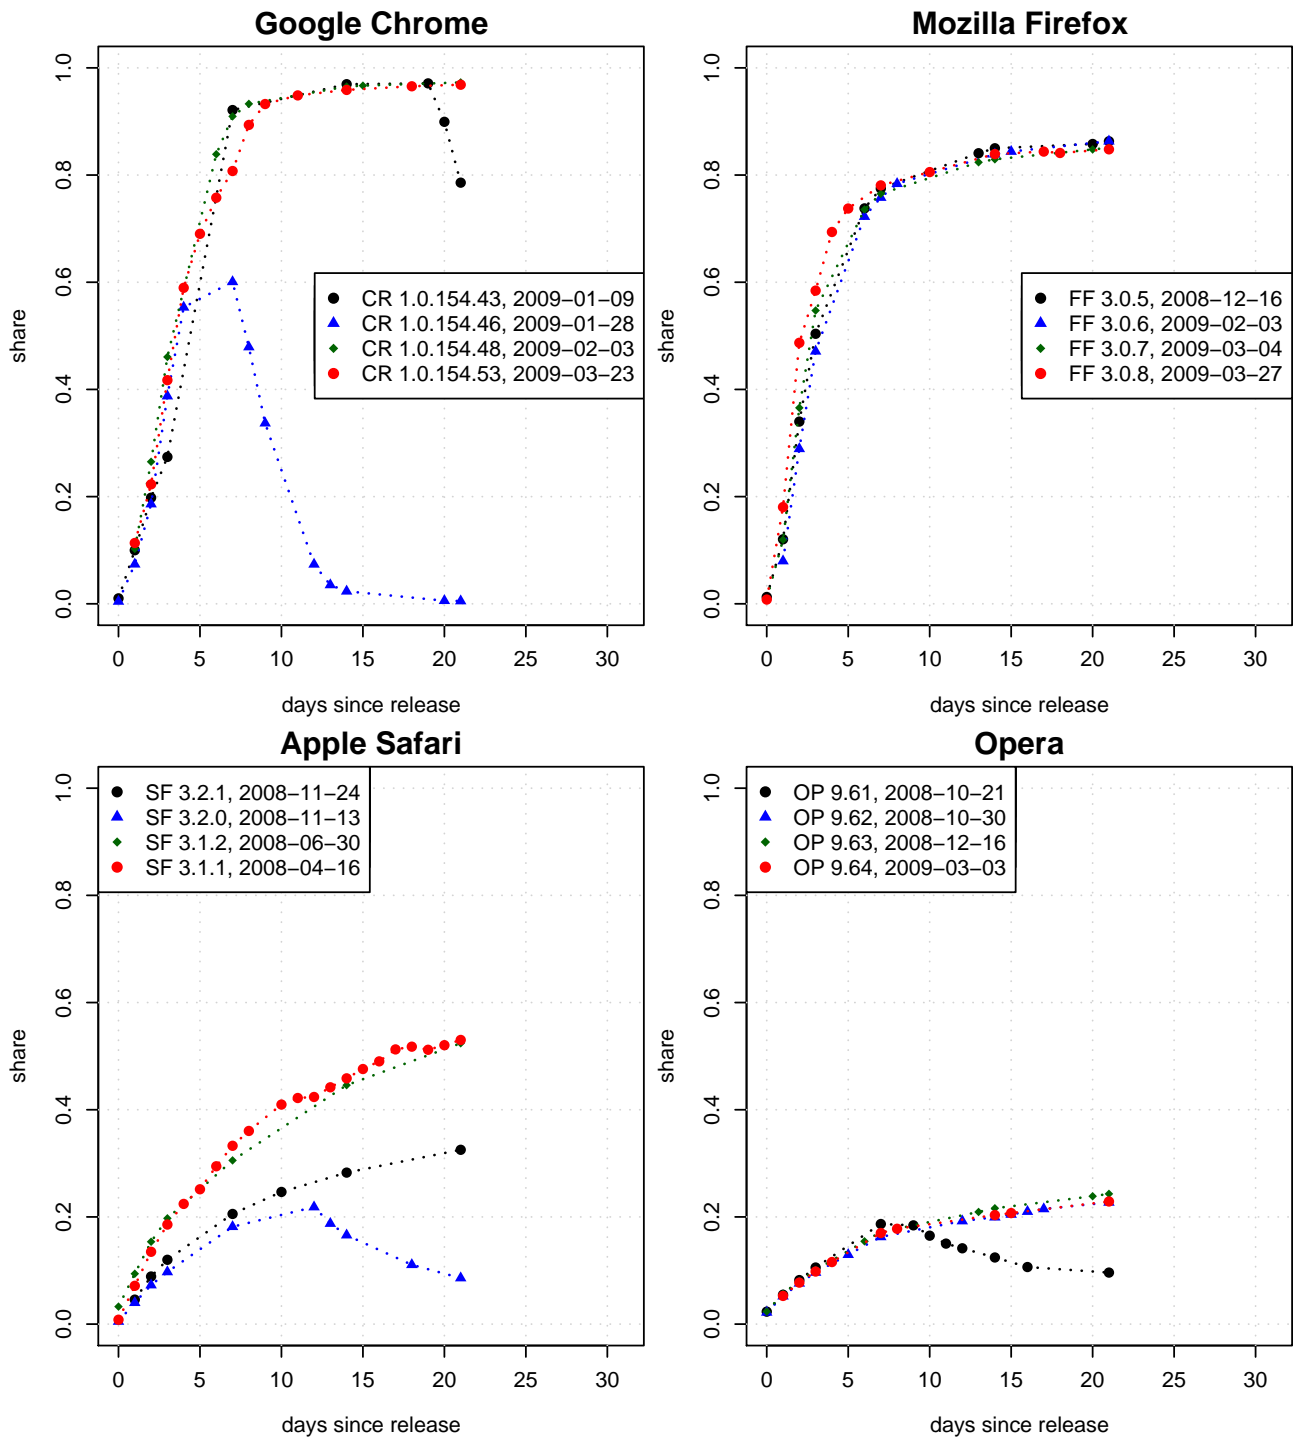 Google Chrome
1.0
0.8
0.6
0.4
0.2
0.0
share
CR 1.0.154.43, 2009−01−09
CR 1.0.154.46, 2009−01−28
CR 1.0.154.48, 2009−02−03
CR 1.0.154.53, 2009−03−23
0 5 10 15 20 25 30
days since release
Mozilla Firefox
1.0
0.8
0.6
0.4
0.2
0.0
share
FF 3.0.5, 2008−12−16
FF 3.0.6, 2009−02−03
FF 3.0.7, 2009−03−04
FF 3.0.8, 2009−03−27
0 5 10 15 20 25 30
days since release
Apple Safari
1.0
0.8
0.6
0.4
0.2
0.0
share
SF 3.2.1, 2008−11−24
SF 3.2.0, 2008−11−13
SF 3.1.2, 2008−06−30
SF 3.1.1, 2008−04−16
0 5 10 15 20 25 30
days since release
Opera
1.0
0.8
0.6
0.4
0.2
0.0
share
OP 9.61, 2008−10−21
OP 9.62, 2008−10−30
OP 9.63, 2008−12−16
OP 9.64, 2009−03−03
0 5 10 15 20 25 30
days since release